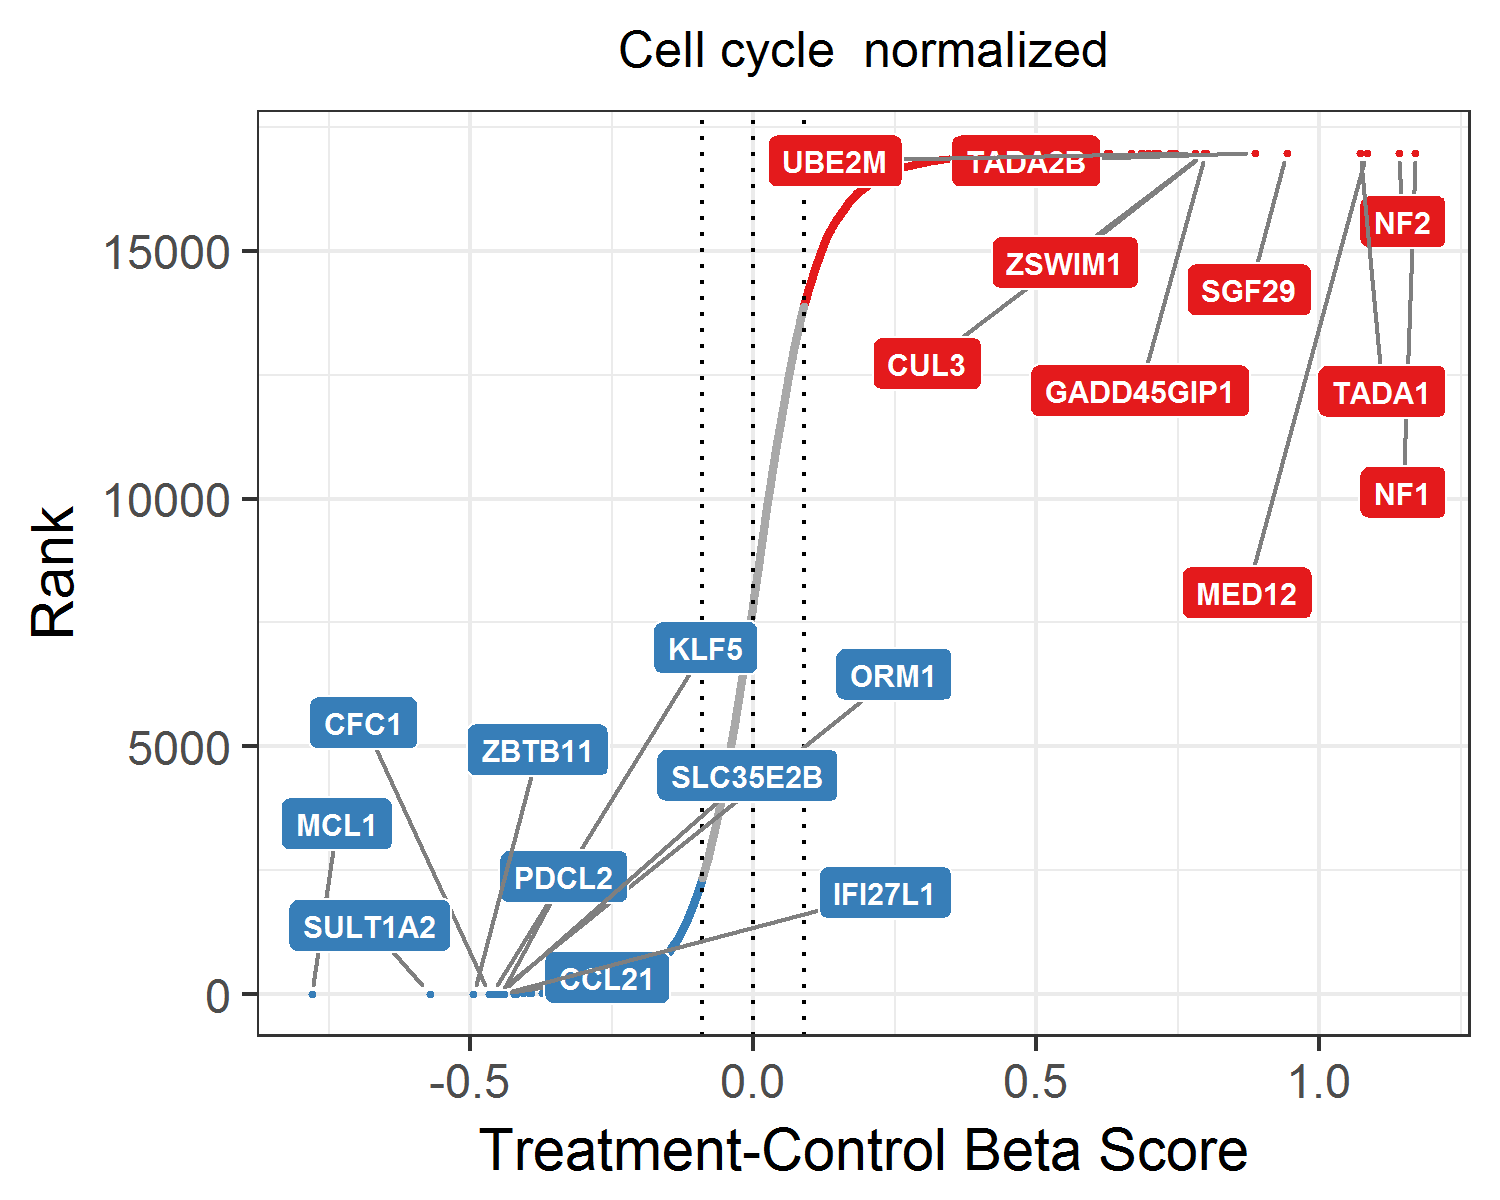 Cell cycle  normalized
UBE2M
TADA2B
NF2
ZSWIM1
SGF29
CUL3
GADD45GIP1
TADA1
NF1
MED12
KLF5
ORM1
CFC1
ZBTB11
SLC35E2B
MCL1
PDCL2
IFI27L1
SULT1A2
CCL21
15000
10000
5000
0
Rank
-0.5
0.0
0.5
1.0
Treatment-Control Beta Score